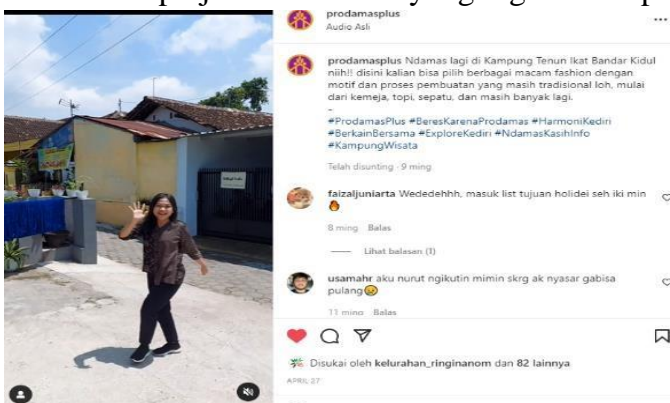 prodamasplus
Audio Asli
prodamasplus Ndamas lagi di Kampung Tenun Ikat Bandar Kidul
niih!! disini kalian bisa pilih berbagai macam fashion dengan
motif dan proses pembuatan yang masih tradisional loh, mulai
dari kemeja, topi, sepatu, dan masih banyak lagi.
-
#ProdamasPlus #BeresKarenaProdamas #HarmoniKediri
#BerkainBersama #ExploreKediri #NdamasKasihInfo
#KampungWisata
Telah disunting · 9 ming
faizaljuniarta Wededehhh, masuk list tujuan holidei seh iki min
🔥
8 ming Balas
Lihat balasan (1)
usamahr aku nurut ngikutin mimin skrg ak nyasar gabisa
pulang🥲
11 ming Balas
Disukai oleh kelurahan_ringinanom dan 82 lainnya
APRIL 27